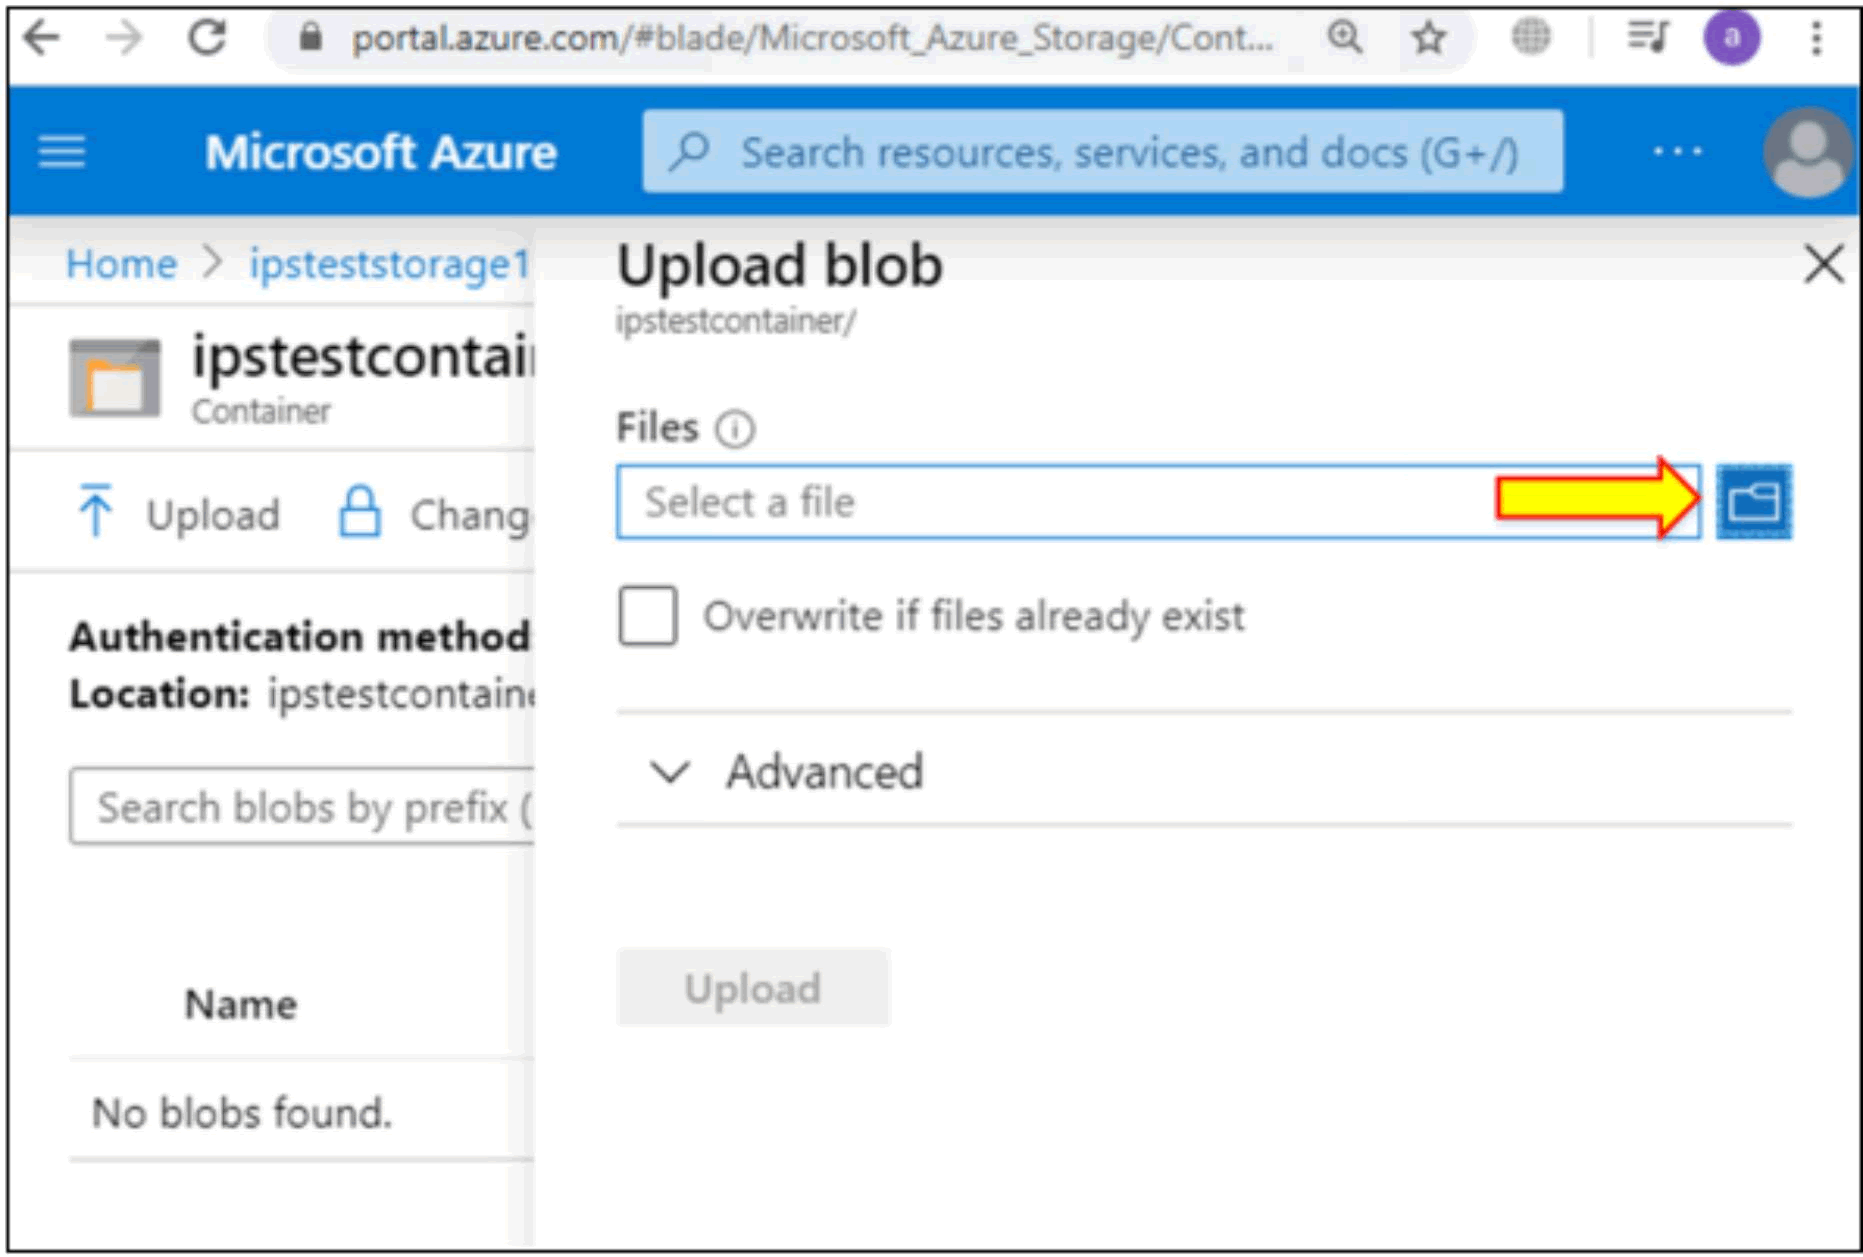 portal.azure.com/#blade/Microsoft_Azure_Storage/Cont...
a
Microsoft Azure
Search resources, services, and docs (G+/)
...
Home > ipsteststorage1
Upload blob
ipstestcontainer/
ipstestcontai
Container
Files
Select a file
Upload
Chang
Overwrite if files already exist
Authentication method
Location: ipstestcontaine
Advanced
Search blobs by prefix (
Upload
Name
No blobs found.